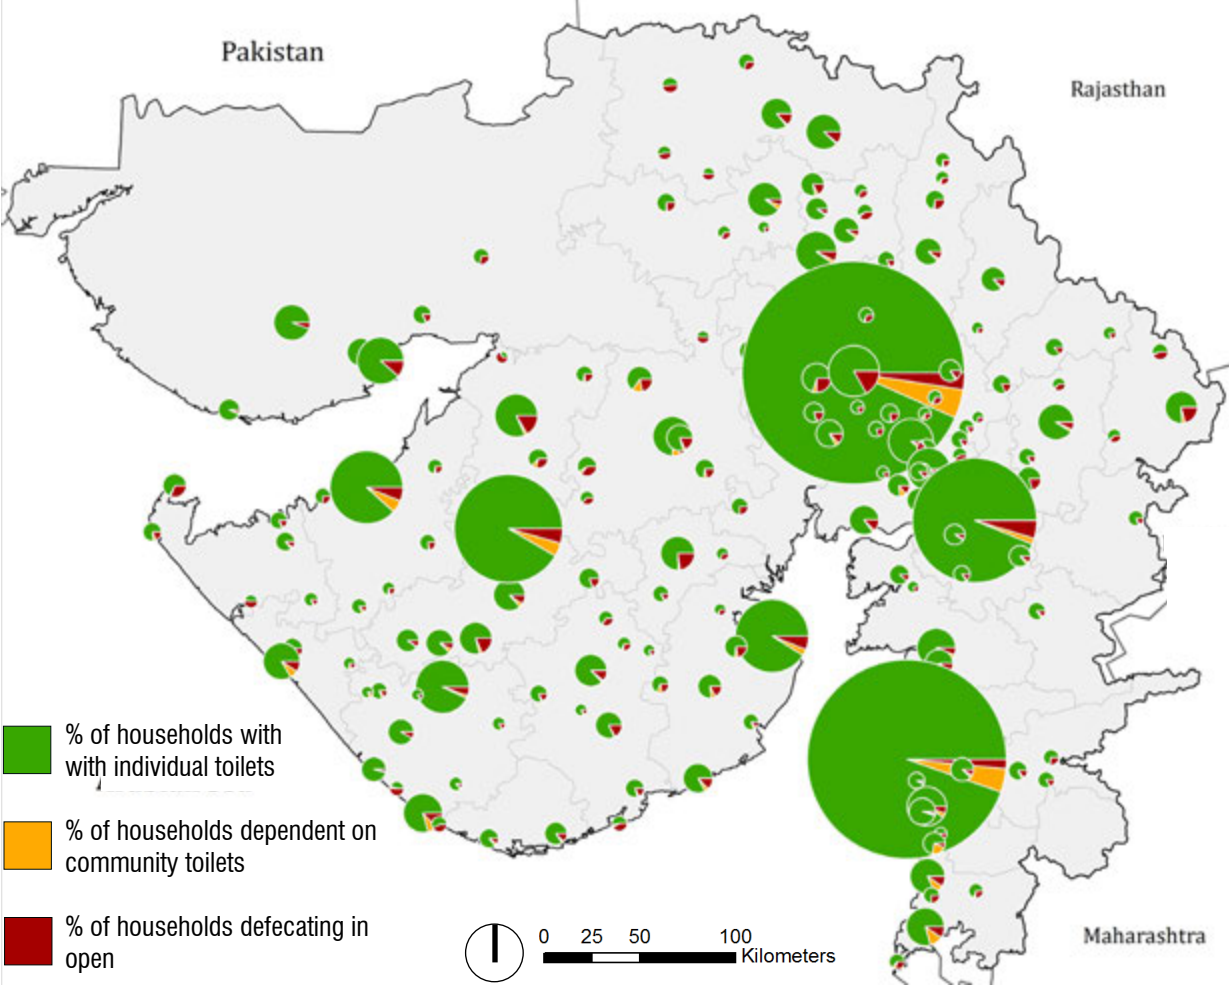 Pakistan
Rajasthan
% of households with
with individual toilets
% of households dependent on
community toilets
% of households defecating in
open
0 25 50 100
Kilometers
Maharashtra